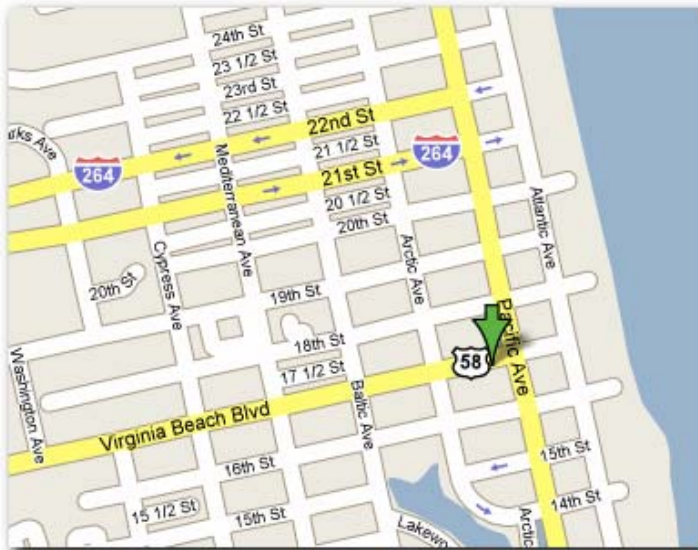 24th St
23 1/2 St
23rd St
22 1/2 St
22nd St
264
21 1/2 St
264
21st St
20 1/2 St
20th St
Mediterranean Ave
Atlantic Ave
Cypress Ave
Arctic Ave
20th St
19th St
Pacific Ave
18th St
58
17 1/2 St
Washington Ave
Baltic Ave
Virginia Beach Blvd
16th St
15th St
15 1/2 St
15th St
14th St
Arctic